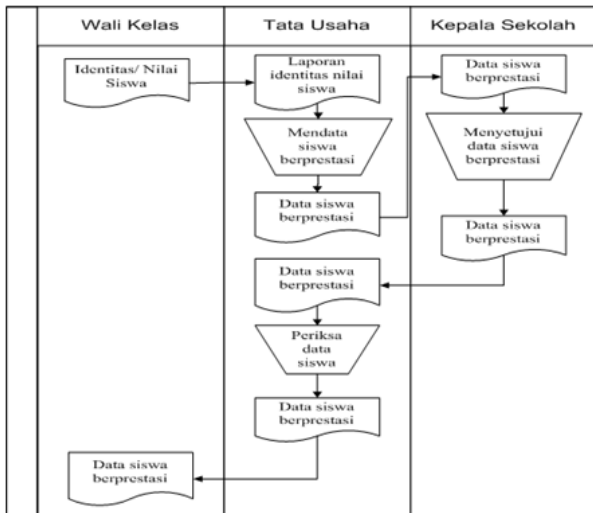 Wali Kelas
Tata Usaha
Kepala Sekolah
Identitas/ Nilai
Siswa
Laporan
identitas nilai
siswa
Data siswa
berprestasi
Mendata
siswa
berprestasi
Menyetujui
data siswa
berprestasi
Data siswa
berprestasi
Data siswa
berprestasi
Data siswa
berprestasi
Periksa
data
siswa
Data siswa
berprestasi
Data siswa
berprestasi